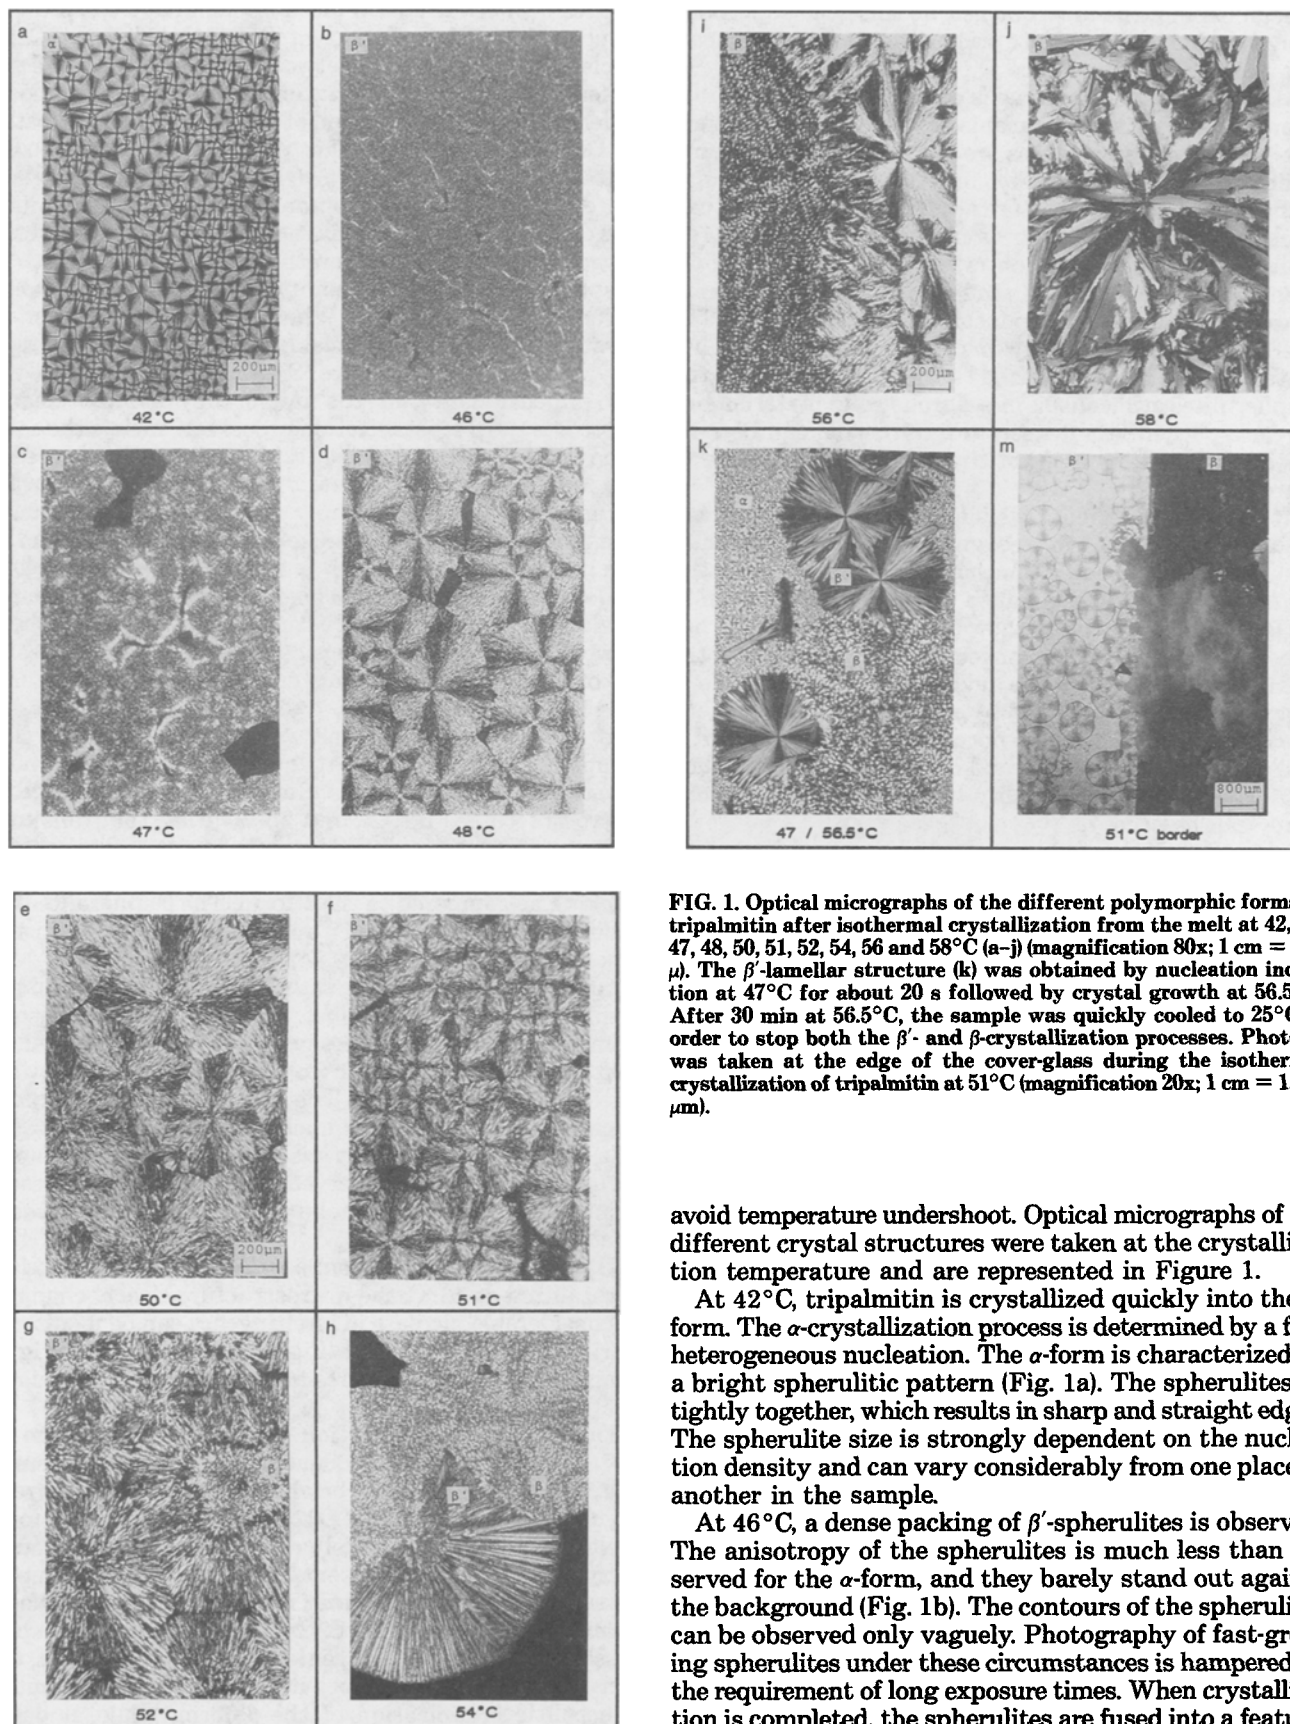 a
α
200µm
42°C
b
β'
46°C
c
β'
47°C
d
β'
48°C
i
β
200µm
56°C
j
β
58°C
k
α
β'
β
47 / 56.5°C
m
β'
β
800µm
51°C border
e
β'
200µm
50°C
f
β'
51°C
g
β'
β
52°C
h
β'
β
54°C
FIG. 1. Optical micrographs of the different polymorphic form
tripalmitin after isothermal crystallization from the melt at 42,
47, 48, 50, 51, 52, 54, 56 and 58°C (a–j) (magnification 80x; 1 cm =
μ). The β′-lamellar structure (k) was obtained by nucleation ind
tion at 47°C for about 20 s followed by crystal growth at 56.5
After 30 min at 56.5°C, the sample was quickly cooled to 25°C
order to stop both the β′- and β-crystallization processes. Phot
was taken at the edge of the cover-glass during the isother
crystallization of tripalmitin at 51°C (magnification 20x; 1 cm = 1
μm).
avoid temperature undershoot. Optical micrographs of
different crystal structures were taken at the crystalli
tion temperature and are represented in Figure 1.
At 42°C, tripalmitin is crystallized quickly into the
form. The α-crystallization process is determined by a f
heterogeneous nucleation. The α-form is characterized
a bright spherulitic pattern (Fig. 1a). The spherulites
tightly together, which results in sharp and straight edg
The spherulite size is strongly dependent on the nucl
tion density and can vary considerably from one place
another in the sample.
At 46°C, a dense packing of β′-spherulites is observ
The anisotropy of the spherulites is much less than
served for the α-form, and they barely stand out agai
the background (Fig. 1b). The contours of the spheruli
can be observed only vaguely. Photography of fast-gr
ing spherulites under these circumstances is hampered
the requirement of long exposure times. When crystalli
tion is completed, the spherulites are fused into a featu